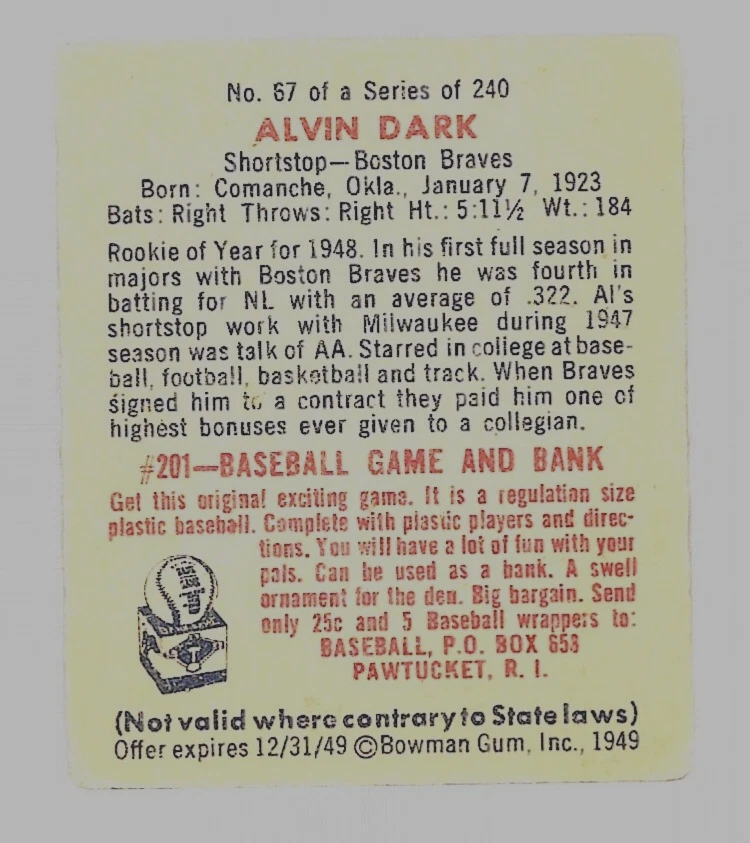 No. 67 of a Series of 240
ALVIN DARK
Shortstop—Boston Braves
Born: Comanche, Okla., January 7, 1923
Bats: Right Throws: Right Ht.: 5:11½ Wt.: 184
Rookie of Year for 1948. In his first full season in
majors with Boston Braves he was fourth in
batting for NL with an average of .322. Al's
shortstop work with Milwaukee during 1947
season was talk of AA. Starred in college at base-
ball, football, basketball and track. When Braves
signed him to a contract they paid him one of
highest bonuses ever given to a collegian.
#201—BASEBALL GAME AND BANK
Get this original exciting game. It is a regulation size
plastic baseball. Complete with plastic players and direc-
tions. You will have a lot of fun with your
pals. Can be used as a bank. A swell
ornament for the den. Big bargain. Send
only 25c and 5 Baseball wrappers to:
BASEBALL, P.O. BOX 653
PAWTUCKET, R. I.
(Not valid where contrary to State laws)
Offer expires 12/31/49 ©Bowman Gum, Inc., 1949